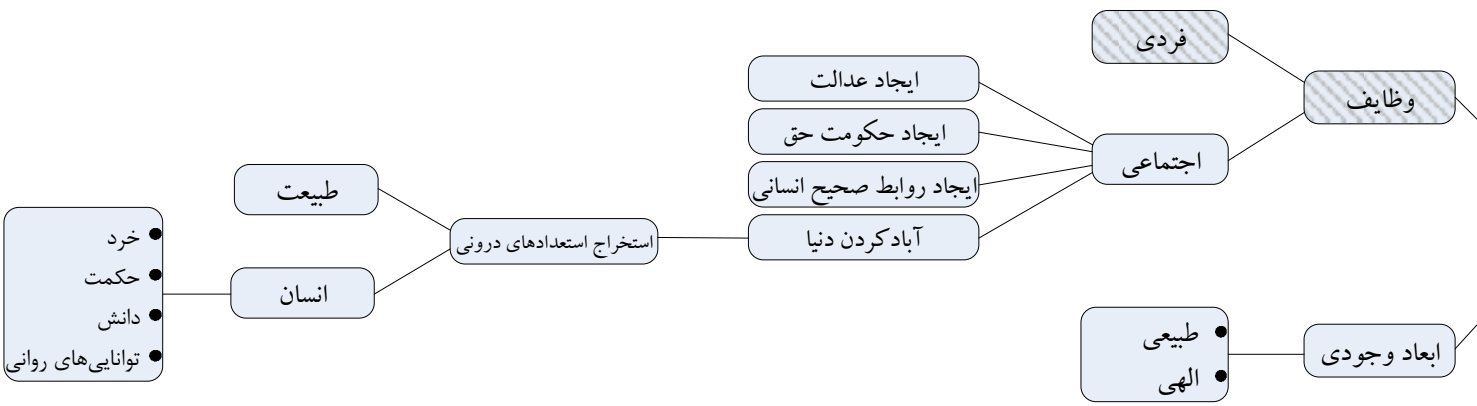 وظایف
فردی
اجتماعی
ایجاد عدالت
ایجاد حکومت حق
ایجاد روابط صحیح انسانی
آبادکردن دنیا
استخراج استعدادهای درونی
طبیعت
انسان
● خرد
● حکمت
● دانش
● توانایی‌های روانی
ابعاد وجودی
● طبیعی
● الهی